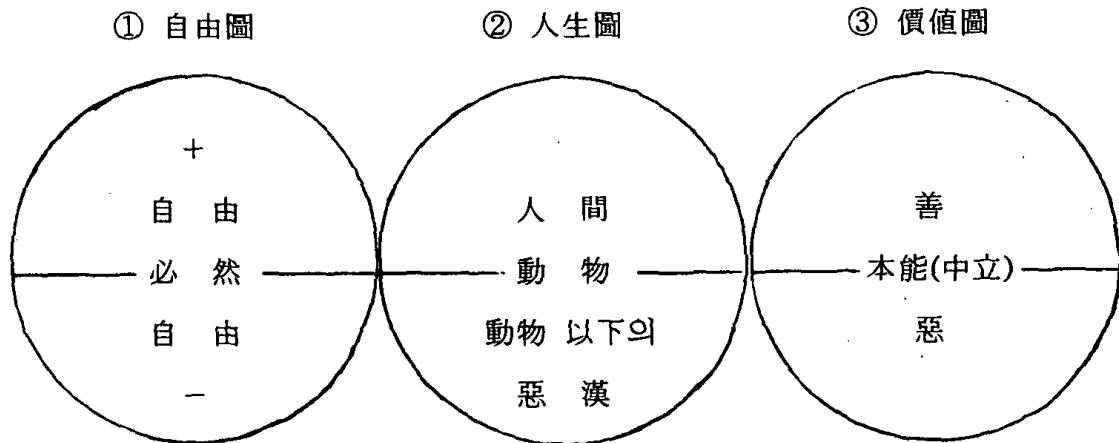 ① 自由圖
② 人生圖
③ 價値圖
+
自 由
必 然
自 由
−
人 間
動 物
動物 以下의
惡 漢
善
本能(中立)
惡